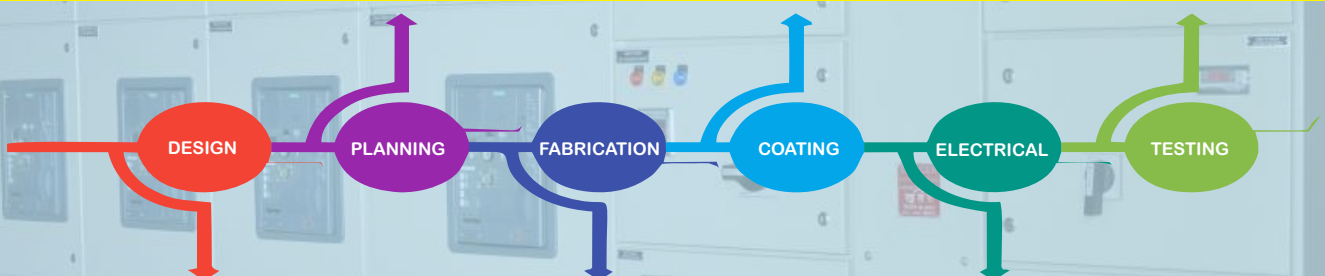 DESIGN
PLANNING
FABRICATION
COATING
ELECTRICAL
TESTING